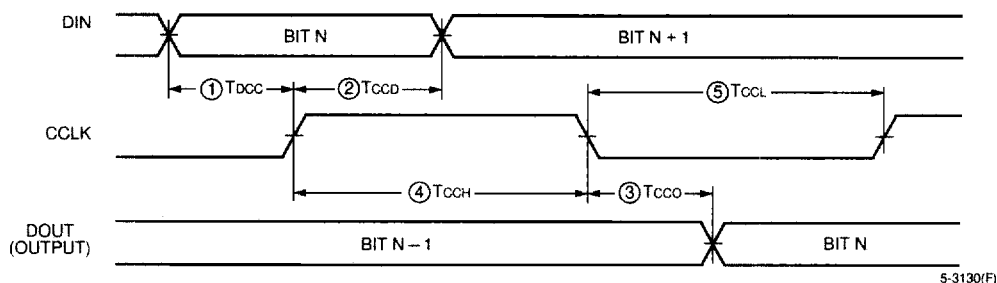 DIN
BIT N
BIT N + 1
① TDCC
② TCCD
⑤ TCCL
CCLK
④ TCCH
③ TCCO
DOUT
(OUTPUT)
BIT N – 1
BIT N
5-3130(F)